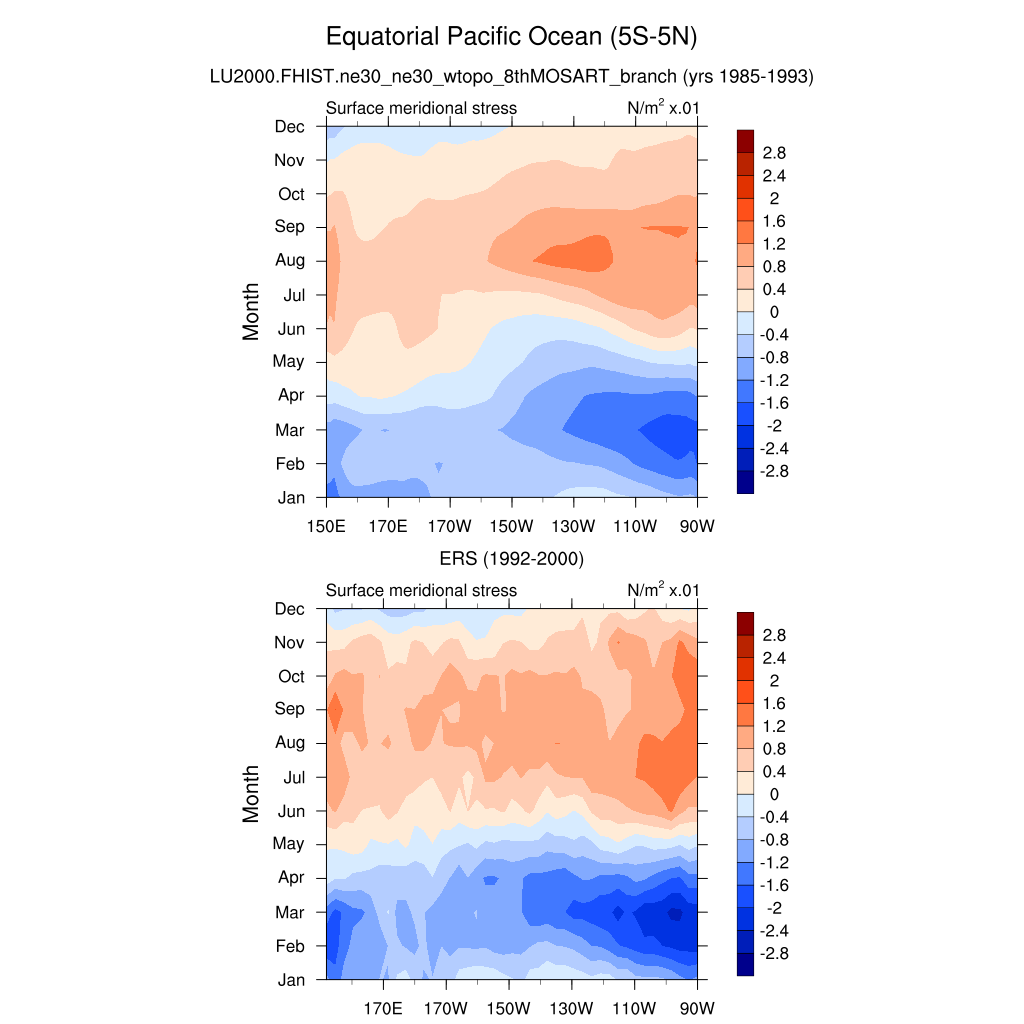 Equatorial Pacific Ocean (5S-5N)
LU2000.FHIST.ne30_ne30_wtopo_8thMOSART_branch (yrs 1985-1993)
Surface meridional stress N/m² x.01
Dec
Nov
Oct
Sep
Aug
Jul
Jun
May
Apr
Mar
Feb
Jan
Month
150E 170E 170W 150W 130W 110W 90W
2.8
2.4
2
1.6
1.2
0.8
0.4
0
-0.4
-0.8
-1.2
-1.6
-2
-2.4
-2.8
ERS (1992-2000)
Surface meridional stress N/m² x.01
Dec
Nov
Oct
Sep
Aug
Jul
Jun
May
Apr
Mar
Feb
Jan
Month
170E 170W 150W 130W 110W 90W
2.8
2.4
2
1.6
1.2
0.8
0.4
0
-0.4
-0.8
-1.2
-1.6
-2
-2.4
-2.8